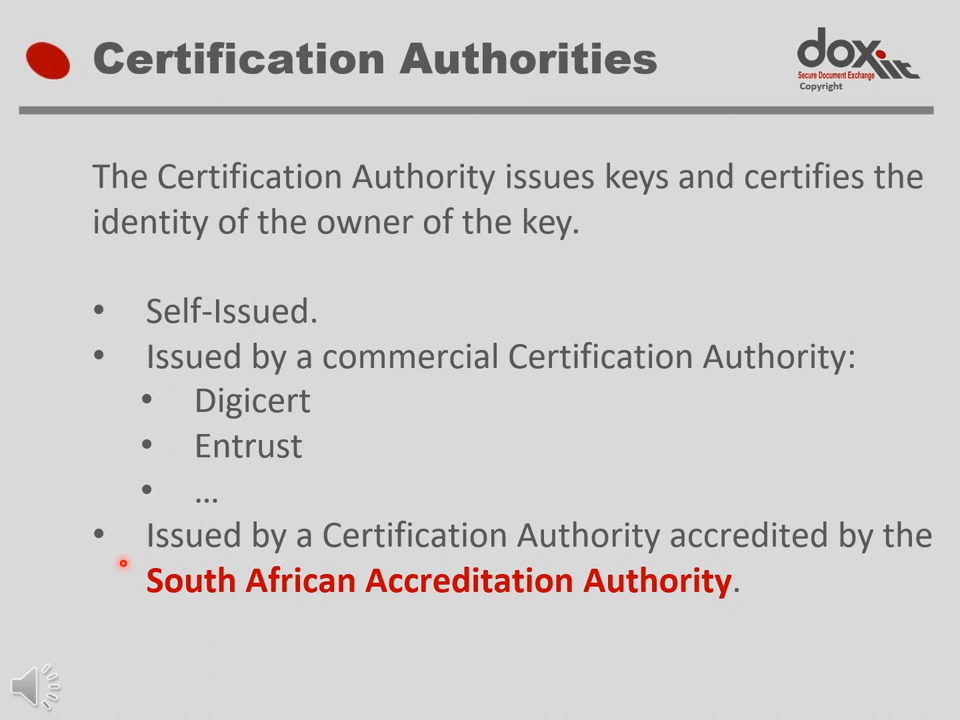 Certification Authorities
dox-it
Secure Document Exchange
Copyright
The Certification Authority issues keys and certifies the
identity of the owner of the key.
• Self-Issued.
• Issued by a commercial Certification Authority:
• Digicert
• Entrust
• …
• Issued by a Certification Authority accredited by the
South African Accreditation Authority.